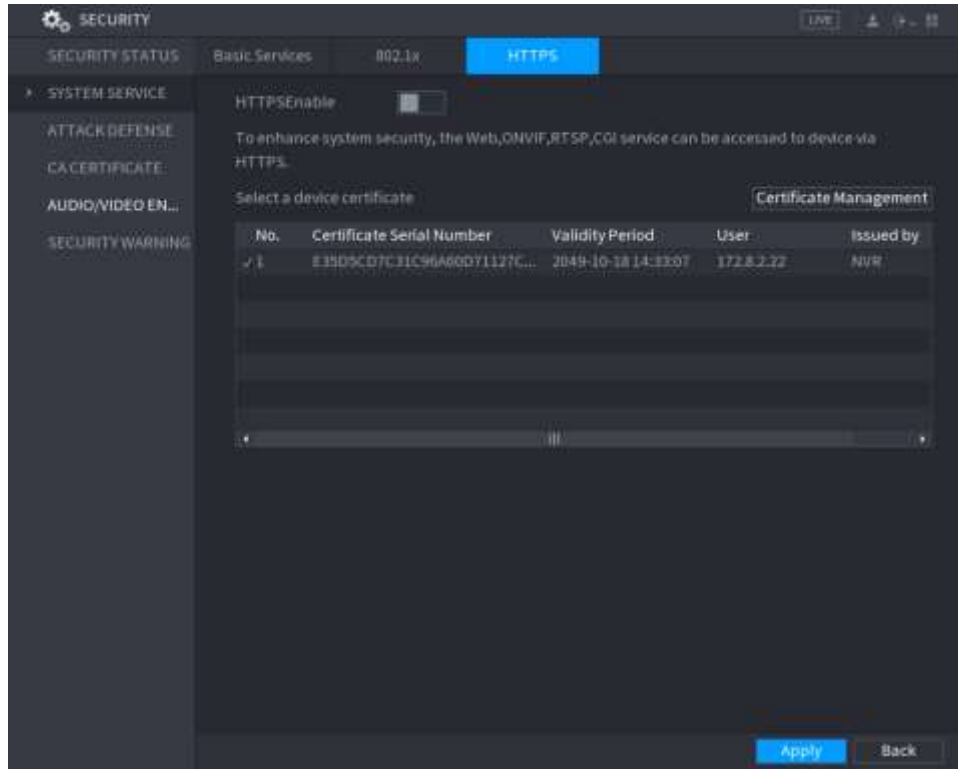 SECURITY
LIVE
SECURITY STATUS
Basic Services 802.1x HTTPS
SYSTEM SERVICE
HTTPSEnable
ATTACK DEFENSE
To enhance system security, the Web,ONVIF,RTSP,CGI service can be accessed to device via
HTTPS.
CA CERTIFICATE
AUDIO/VIDEO EN...
Select a device certificate Certificate Management
SECURITY WARNING
No. Certificate Serial Number Validity Period User Issued by
1 2049-10-18 14:33:07 172.8.2.22 NVR
Apply Back